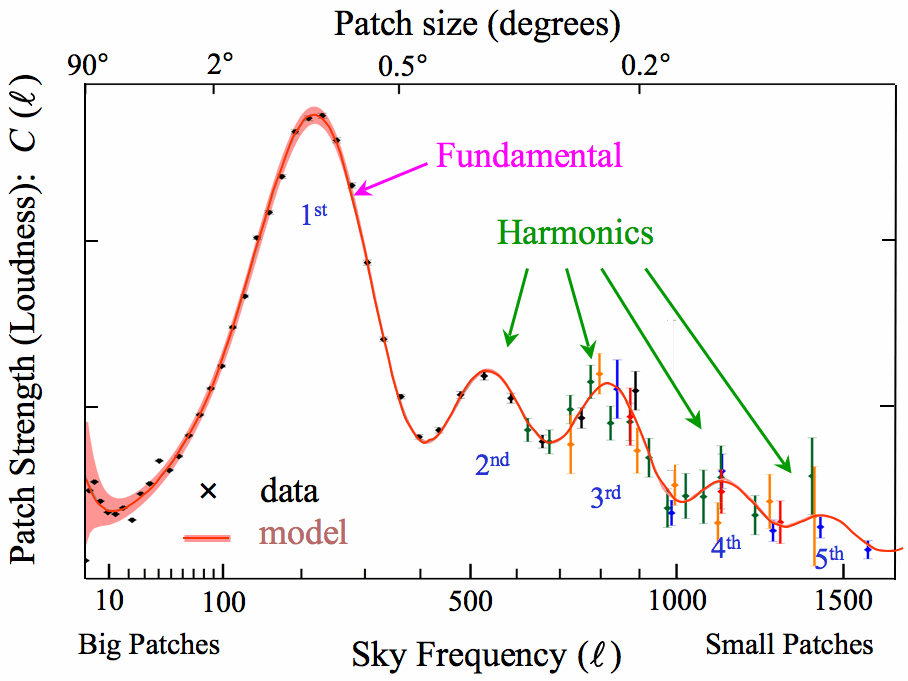 Patch size (degrees)
90° 2° 0.5° 0.2°
Patch Strength (Loudness): C (ℓ)
Fundamental
1st
Harmonics
2nd
3rd
4th
5th
× data
model
10 100 500 1000 1500
Big Patches
Small Patches
Sky Frequency (ℓ)